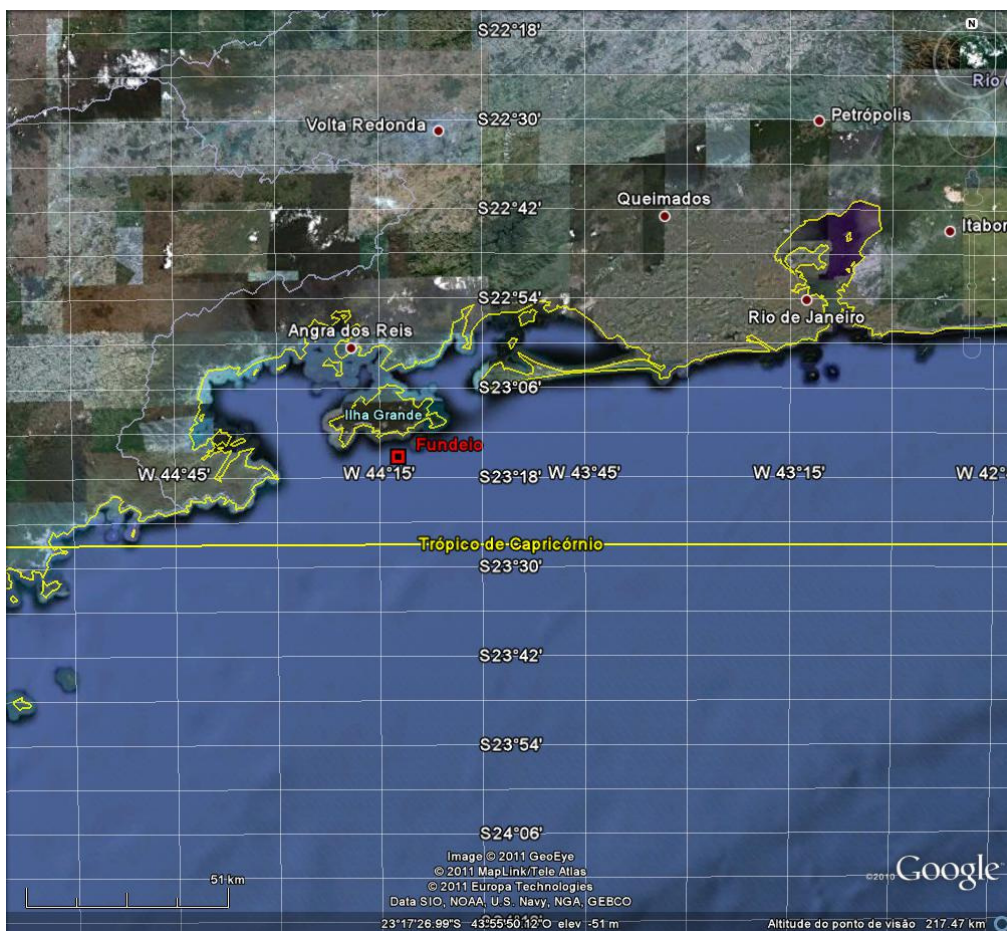 S22°18'
N
Volta Redonda
S22°30'
Petrópolis
Queimados
S22°42'
S22°54'
Angra dos Reis
Rio de Janeiro
S23°06'
Ilha Grande
Fundeio
W 44°45'
W 44°15'
S23°18'
W 43°45'
W 43°15'
Trópico de Capricórnio
S23°30'
S23°42'
S23°54'
S24°06'
Image © 2011 GeoEye
© 2011 MapLink/Tele Atlas
© 2011 Europa Technologies
Data SIO, NOAA, U.S. Navy, NGA, GEBCO
©2010 Google
51 km
23°17'26.99"S 43°55'50.12"O elev -51 m
Altitude do ponto de visão 217.47 km